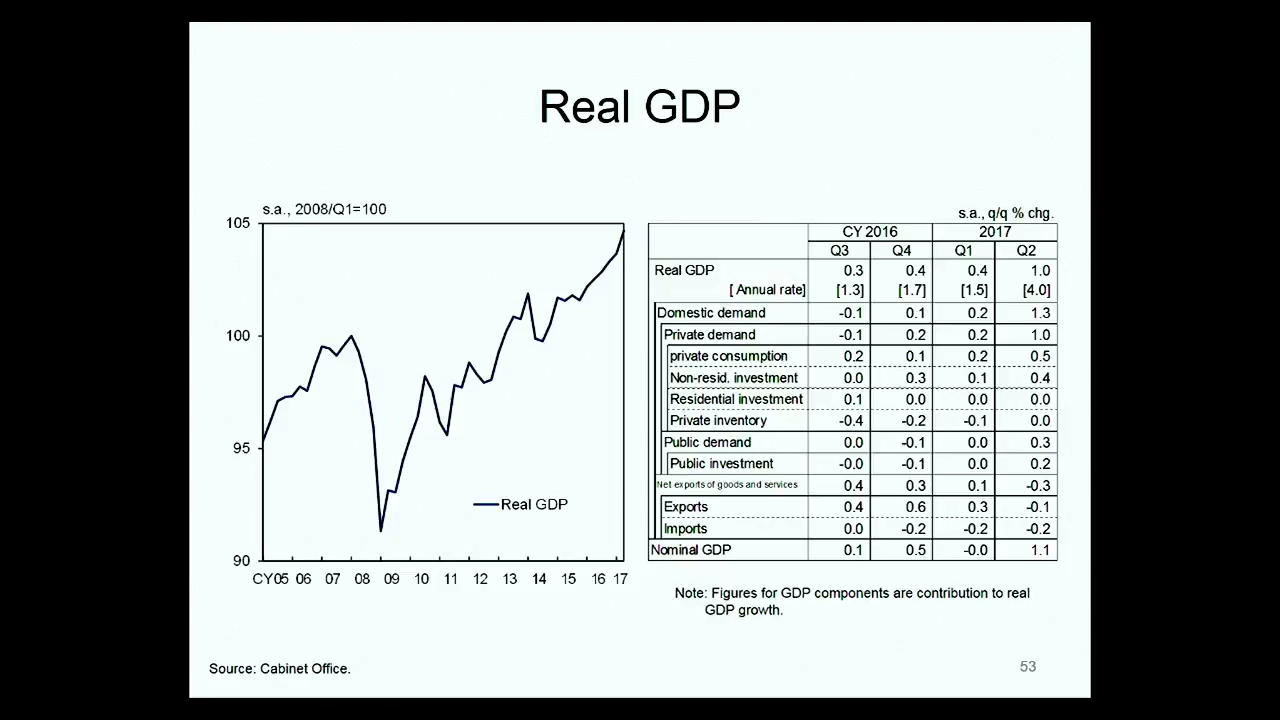 Real GDP
s.a., 2008/Q1=100
105
100
95
90
CY05 06 07 08 09 10 11 12 13 14 15 16 17
Real GDP
s.a., q/q % chg.
CY 2016 2017
Q3 Q4 Q1 Q2
Real GDP 0.3 0.4 0.4 1.0
[ Annual rate] [1.3] [1.7] [1.5] [4.0]
Domestic demand -0.1 0.1 0.2 1.3
Private demand -0.1 0.2 0.2 1.0
private consumption 0.2 0.1 0.2 0.5
Non-resid. investment 0.0 0.3 0.1 0.4
Residential investment 0.1 0.0 0.0 0.0
Private inventory -0.4 -0.2 -0.1 0.0
Public demand 0.0 -0.1 0.0 0.3
Public investment -0.0 -0.1 0.0 0.2
Net exports of goods and services 0.4 0.3 0.1 -0.3
Exports 0.4 0.6 0.3 -0.1
Imports 0.0 -0.2 -0.2 -0.2
Nominal GDP 0.1 0.5 -0.0 1.1
Note: Figures for GDP components are contribution to real
GDP growth.
Source: Cabinet Office.
53